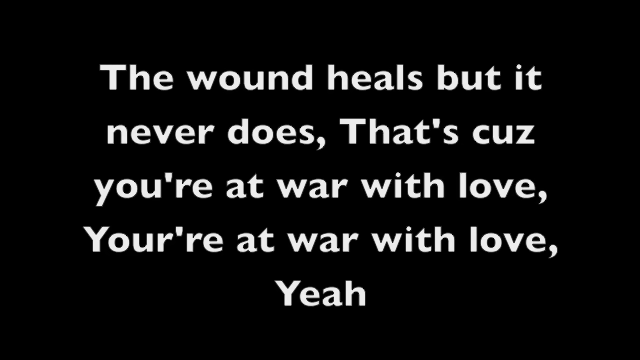 The wound heals but it
never does, That's cuz
you're at war with love,
Your're at war with love,
Yeah